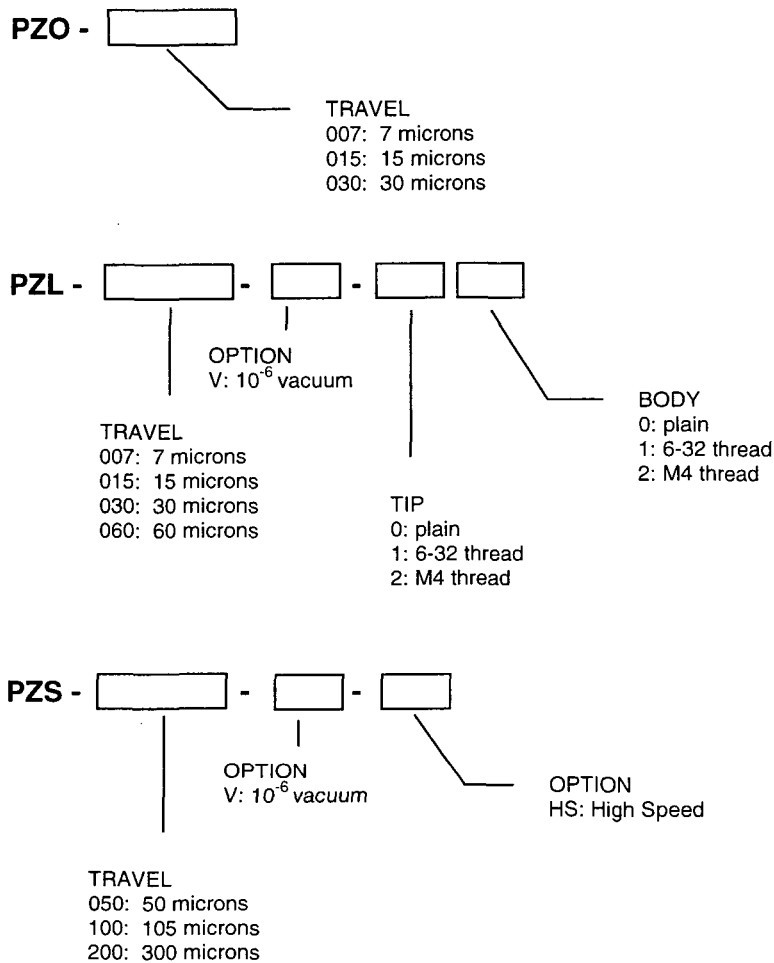 PZO -
TRAVEL
007: 7 microns
015: 15 microns
030: 30 microns
PZL - - -
OPTION
V: 10⁻⁶ vacuum
TRAVEL
007: 7 microns
015: 15 microns
030: 30 microns
060: 60 microns
TIP
0: plain
1: 6-32 thread
2: M4 thread
BODY
0: plain
1: 6-32 thread
2: M4 thread
PZS - - -
OPTION
V: 10⁻⁶ vacuum
OPTION
HS: High Speed
TRAVEL
050: 50 microns
100: 105 microns
200: 300 microns